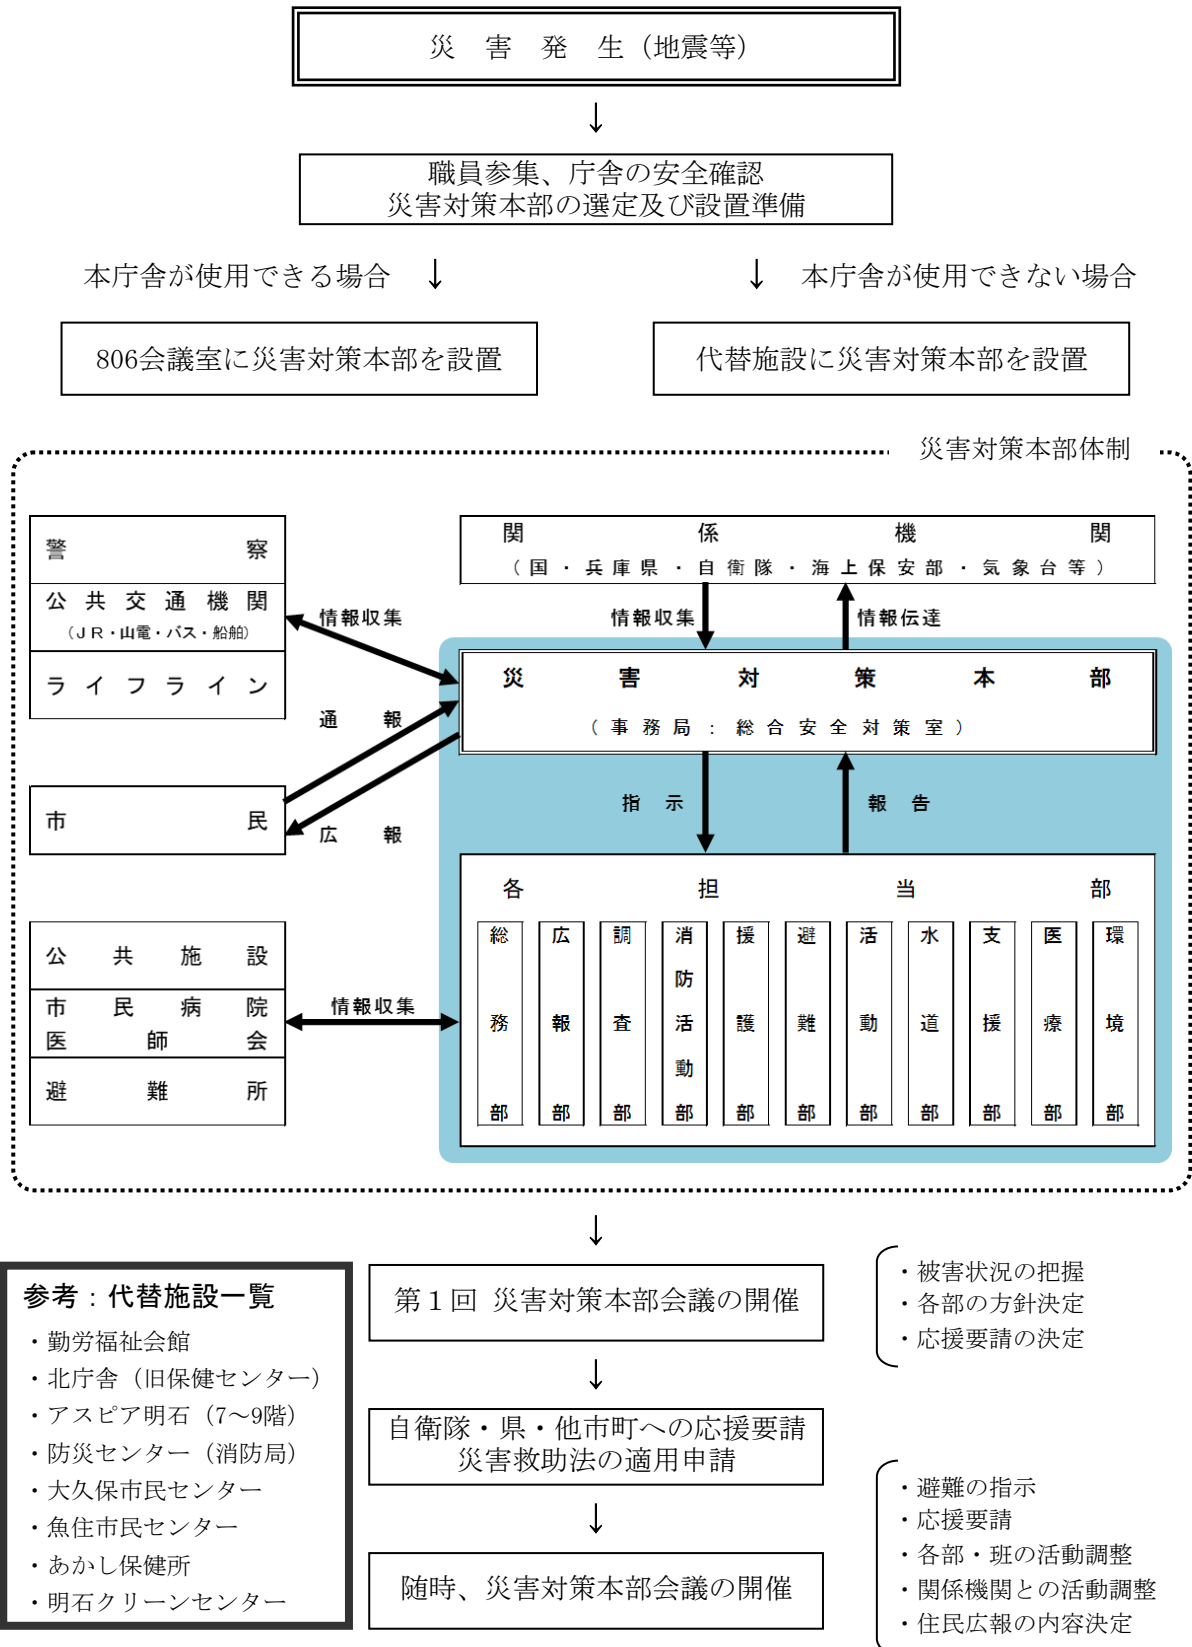 災　害　発　生（地震等）
↓
職員参集、庁舎の安全確認
災害対策本部の選定及び設置準備
本庁舎が使用できる場合　↓
↓　本庁舎が使用できない場合
806会議室に災害対策本部を設置
代替施設に災害対策本部を設置
災害対策本部体制
警察
公共交通機関
（ＪＲ・山電・バス・船舶）
ライフライン
関係機関
（国・兵庫県・自衛隊・海上保安部・気象台等）
情報収集
情報収集
情報伝達
災害対策本部
（事務局：総合安全対策室）
通　報
市民
広　報
指　示
報　告
各担当部
総務部
広報部
調査部
消防活動部
援護部
避難部
活動部
水道部
支援部
医療部
環境部
公共施設
市民病院
医師会
避難所
情報収集
↓
第１回 災害対策本部会議の開催
・被害状況の把握
・各部の方針決定
・応援要請の決定
↓
自衛隊・県・他市町への応援要請
災害救助法の適用申請
↓
随時、災害対策本部会議の開催
・避難の指示
・応援要請
・各部・班の活動調整
・関係機関との活動調整
・住民広報の内容決定
参考：代替施設一覧
・勤労福祉会館
・北庁舎（旧保健センター）
・アスピア明石（7～9階）
・防災センター（消防局）
・大久保市民センター
・魚住市民センター
・あかし保健所
・明石クリーンセンター